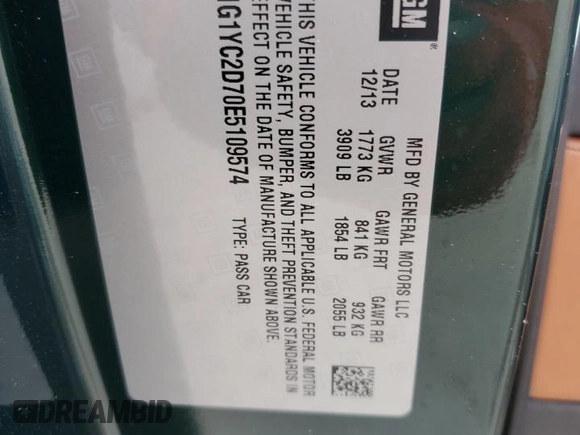 GM ®
MFD BY GENERAL MOTORS LLC
DATE GVWR GAWR FRT GAWR RR
12/13 1773 KG 841 KG 932 KG
3909 LB 1854 LB 2055 LB
THIS VEHICLE CONFORMS TO ALL APPLICABLE U.S. FEDERAL MOTOR
VEHICLE SAFETY, BUMPER, AND THEFT PREVENTION STANDARDS IN
EFFECT ON THE DATE OF MANUFACTURE SHOWN ABOVE.
1G1YC2D70E5109574 TYPE: PASS CAR
DREAMBID